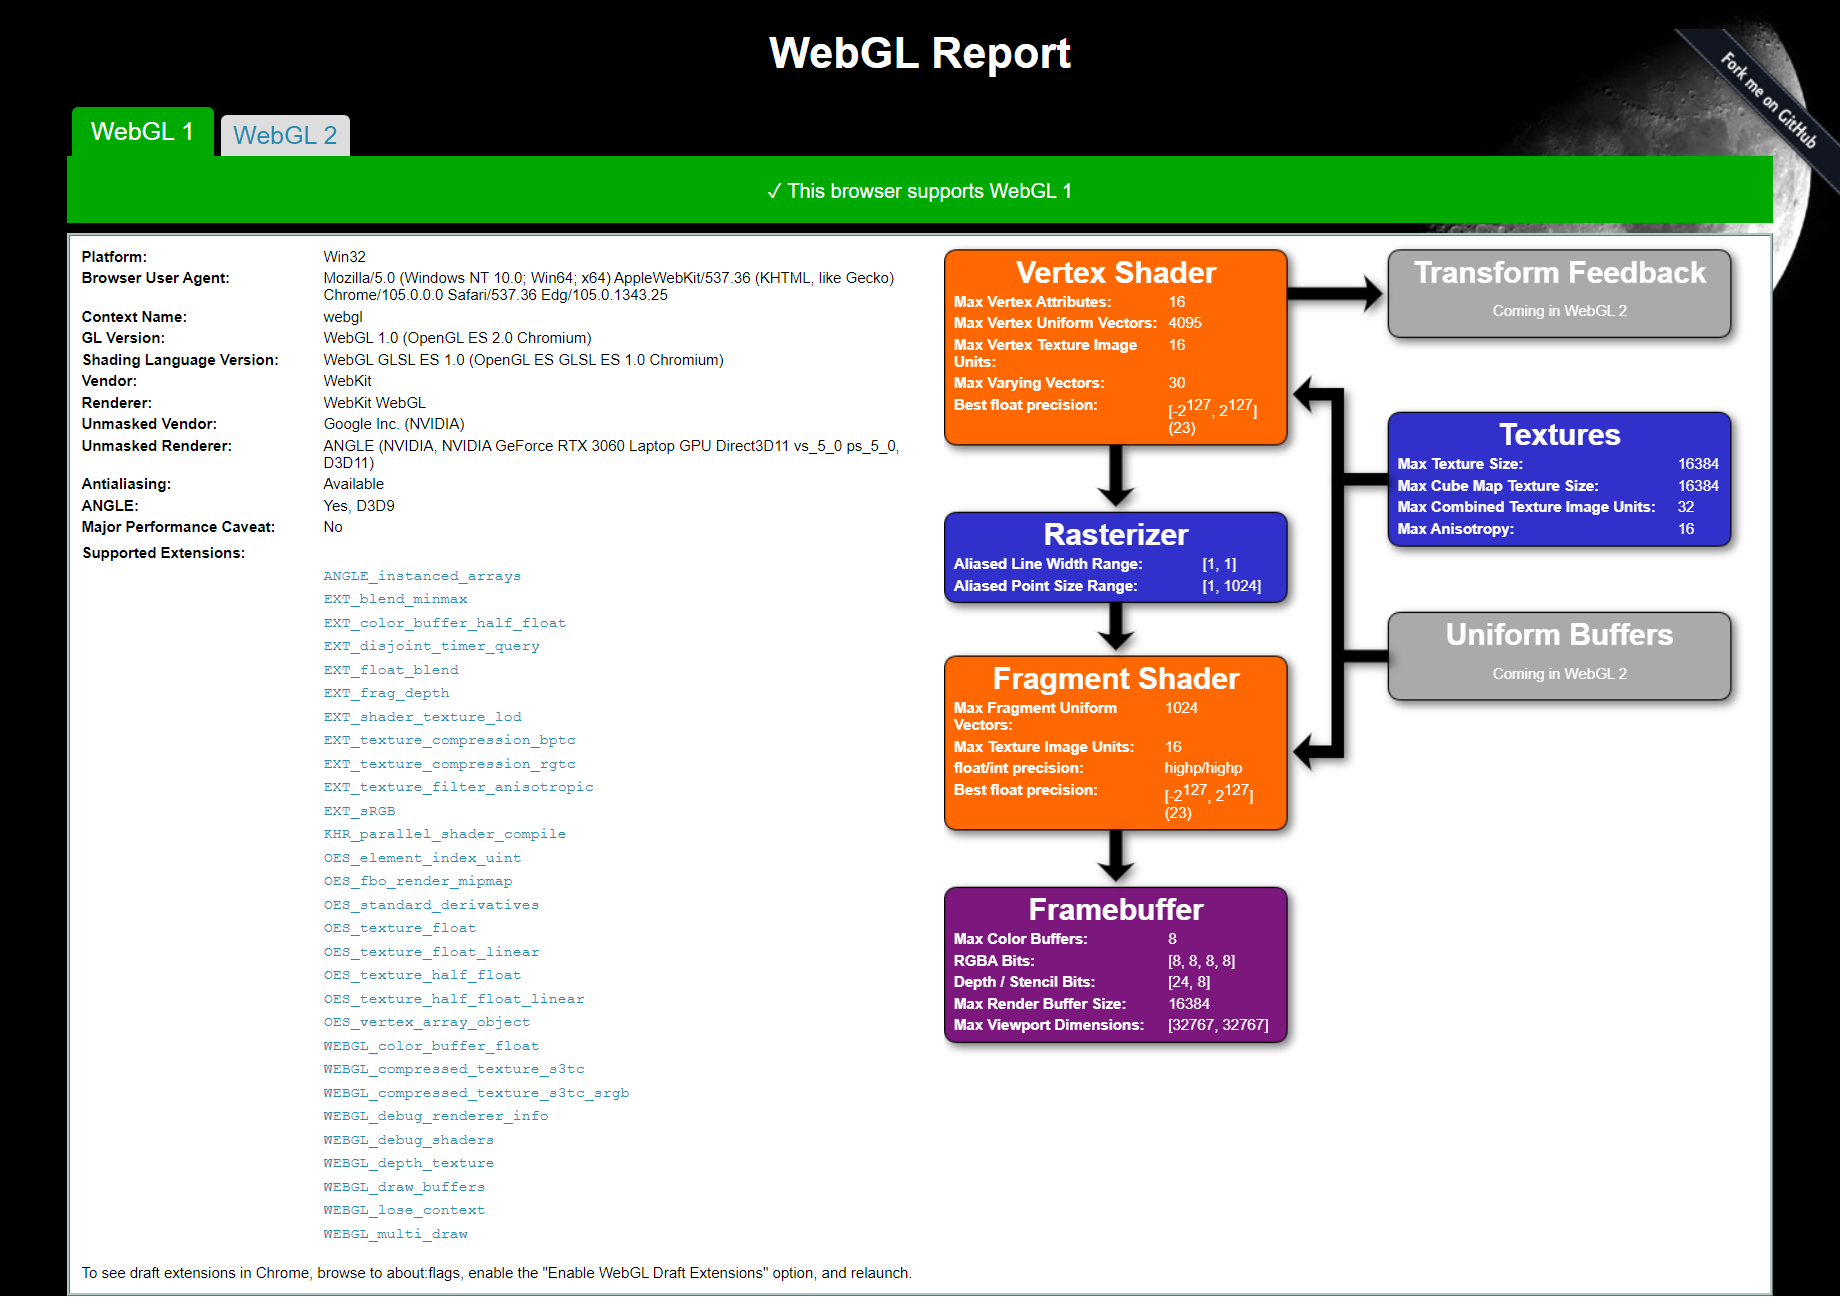 WebGL Report
Fork me on GitHub
WebGL 1
WebGL 2
✓ This browser supports WebGL 1
Platform: Win32
Browser User Agent: Mozilla/5.0 (Windows NT 10.0; Win64; x64) AppleWebKit/537.36 (KHTML, like Gecko)
Chrome/105.0.0.0 Safari/537.36 Edg/105.0.1343.25
Context Name: webgl
GL Version: WebGL 1.0 (OpenGL ES 2.0 Chromium)
Shading Language Version: WebGL GLSL ES 1.0 (OpenGL ES GLSL ES 1.0 Chromium)
Vendor: WebKit
Renderer: WebKit WebGL
Unmasked Vendor: Google Inc. (NVIDIA)
Unmasked Renderer: ANGLE (NVIDIA, NVIDIA GeForce RTX 3060 Laptop GPU Direct3D11 vs_5_0 ps_5_0,
D3D11)
Antialiasing: Available
ANGLE: Yes, D3D9
Major Performance Caveat: No
Supported Extensions:
ANGLE_instanced_arrays
EXT_blend_minmax
EXT_color_buffer_half_float
EXT_disjoint_timer_query
EXT_float_blend
EXT_frag_depth
EXT_shader_texture_lod
EXT_texture_compression_bptc
EXT_texture_compression_rgtc
EXT_texture_filter_anisotropic
EXT_sRGB
KHR_parallel_shader_compile
OES_element_index_uint
OES_fbo_render_mipmap
OES_standard_derivatives
OES_texture_float
OES_texture_float_linear
OES_texture_half_float
OES_texture_half_float_linear
OES_vertex_array_object
WEBGL_color_buffer_float
WEBGL_compressed_texture_s3tc
WEBGL_compressed_texture_s3tc_srgb
WEBGL_debug_renderer_info
WEBGL_debug_shaders
WEBGL_depth_texture
WEBGL_draw_buffers
WEBGL_lose_context
WEBGL_multi_draw
To see draft extensions in Chrome, browse to about:flags, enable the "Enable WebGL Draft Extensions" option, and relaunch.
Vertex Shader
Max Vertex Attributes: 16
Max Vertex Uniform Vectors: 4095
Max Vertex Texture Image 16
Units:
Max Varying Vectors: 30
Best float precision: [-2^127, 2^127]
(23)
Rasterizer
Aliased Line Width Range: [1, 1]
Aliased Point Size Range: [1, 1024]
Fragment Shader
Max Fragment Uniform 1024
Vectors:
Max Texture Image Units: 16
float/int precision: highp/highp
Best float precision: [-2^127, 2^127]
(23)
Framebuffer
Max Color Buffers: 8
RGBA Bits: [8, 8, 8, 8]
Depth / Stencil Bits: [24, 8]
Max Render Buffer Size: 16384
Max Viewport Dimensions: [32767, 32767]
Transform Feedback
Coming in WebGL 2
Textures
Max Texture Size: 16384
Max Cube Map Texture Size: 16384
Max Combined Texture Image Units: 32
Max Anisotropy: 16
Uniform Buffers
Coming in WebGL 2